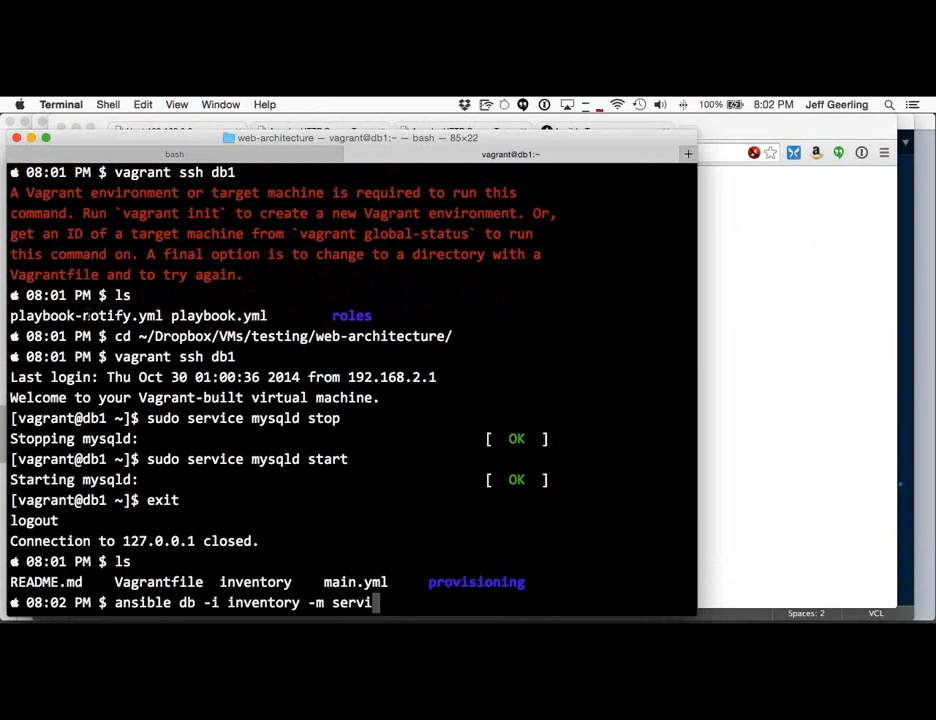 Terminal Shell Edit View Window Help 100% 8:02 PM Jeff Geerling
web-architecture — vagrant@db1:~ — bash — 85×22
bash vagrant@db1:~ +
08:01 PM $ vagrant ssh db1
A Vagrant environment or target machine is required to run this
command. Run `vagrant init` to create a new Vagrant environment. Or,
get an ID of a target machine from `vagrant global-status` to run
this command on. A final option is to change to a directory with a
Vagrantfile and to try again.
08:01 PM $ ls
playbook-notify.yml playbook.yml roles
08:01 PM $ cd ~/Dropbox/VMs/testing/web-architecture/
08:01 PM $ vagrant ssh db1
Last login: Thu Oct 30 01:00:36 2014 from 192.168.2.1
Welcome to your Vagrant-built virtual machine.
[vagrant@db1 ~]$ sudo service mysqld stop
Stopping mysqld: [ OK ]
[vagrant@db1 ~]$ sudo service mysqld start
Starting mysqld: [ OK ]
[vagrant@db1 ~]$ exit
logout
Connection to 127.0.0.1 closed.
08:01 PM $ ls
README.md Vagrantfile inventory main.yml provisioning
08:02 PM $ ansible db -i inventory -m servi
Spaces: 2 VCL